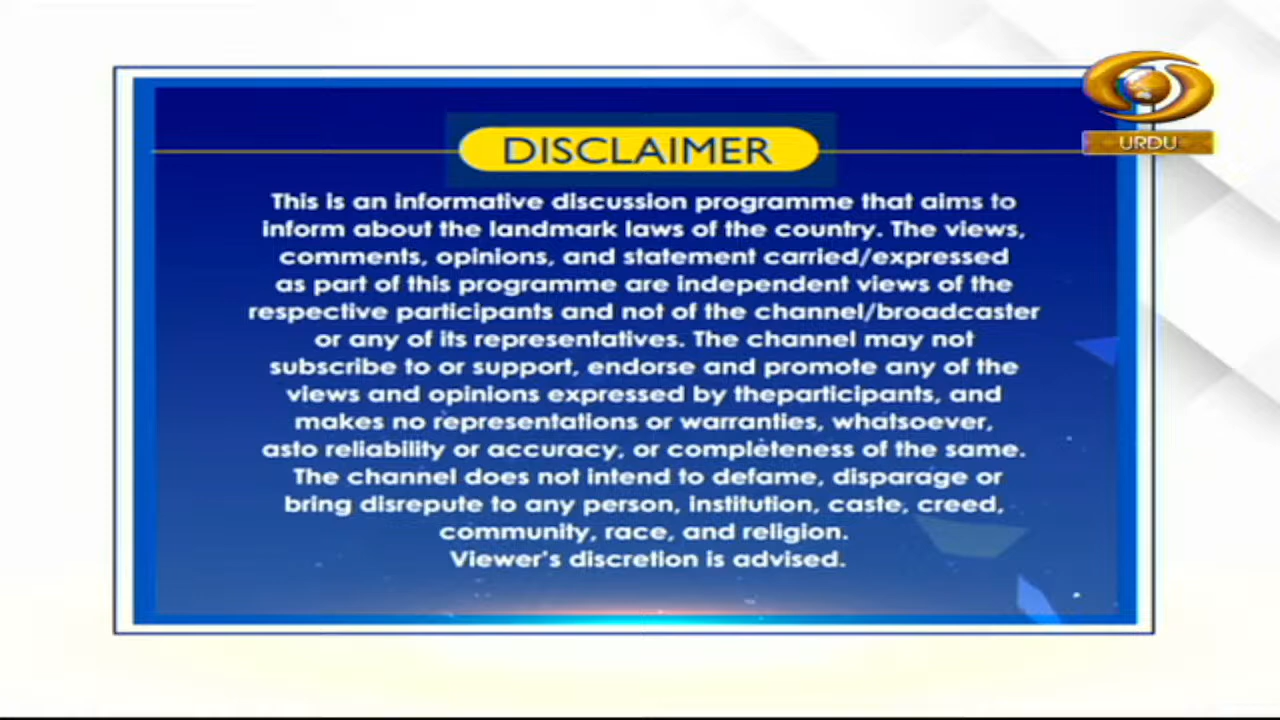 DISCLAIMER
URDU
This is an informative discussion programme that aims to
inform about the landmark laws of the country. The views,
comments, opinions, and statement carried/expressed
as part of this programme are independent views of the
respective participants and not of the channel/broadcaster
or any of its representatives. The channel may not
subscribe to or support, endorse and promote any of the
views and opinions expressed by theparticipants, and
makes no representations or warranties, whatsoever,
asto reliability or accuracy, or completeness of the same.
The channel does not intend to defame, disparage or
bring disrepute to any person, institution, caste, creed,
community, race, and religion.
Viewer's discretion is advised.